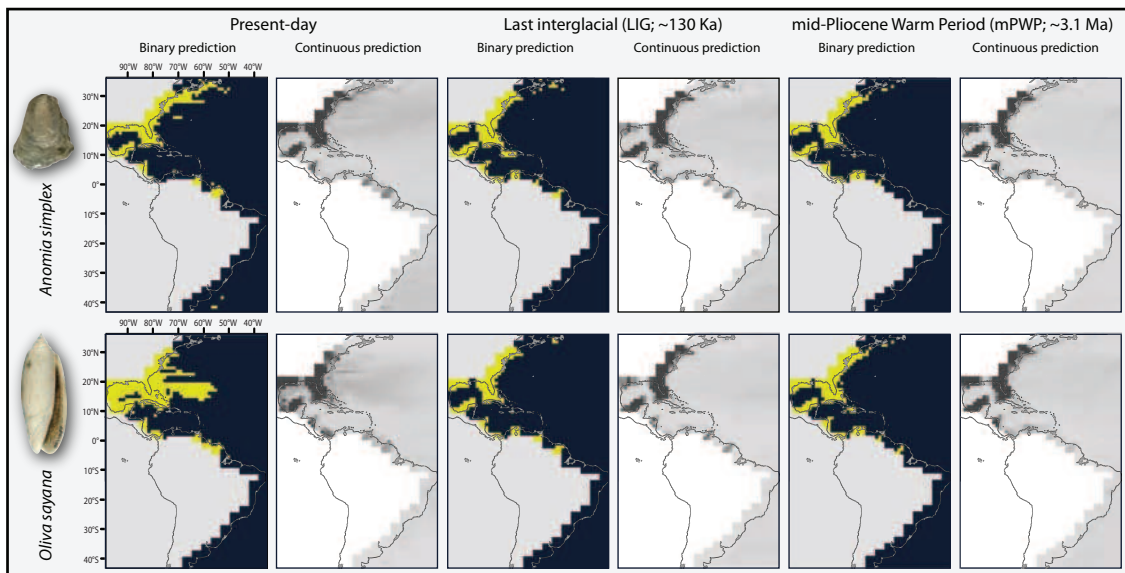 Present-day
Last interglacial (LIG; ~130 Ka)
mid-Pliocene Warm Period (mPWP; ~3.1 Ma)
Binary prediction
Continuous prediction
Binary prediction
Continuous prediction
Binary prediction
Continuous prediction
90°W 80°W 70°W 60°W 50°W 40°W
30°N
20°N
10°N
0°
10°S
20°S
30°S
40°S
Anomia simplex
90°W 80°W 70°W 60°W 50°W 40°W
30°N
20°N
10°N
0°
10°S
20°S
30°S
40°S
Oliva sayana